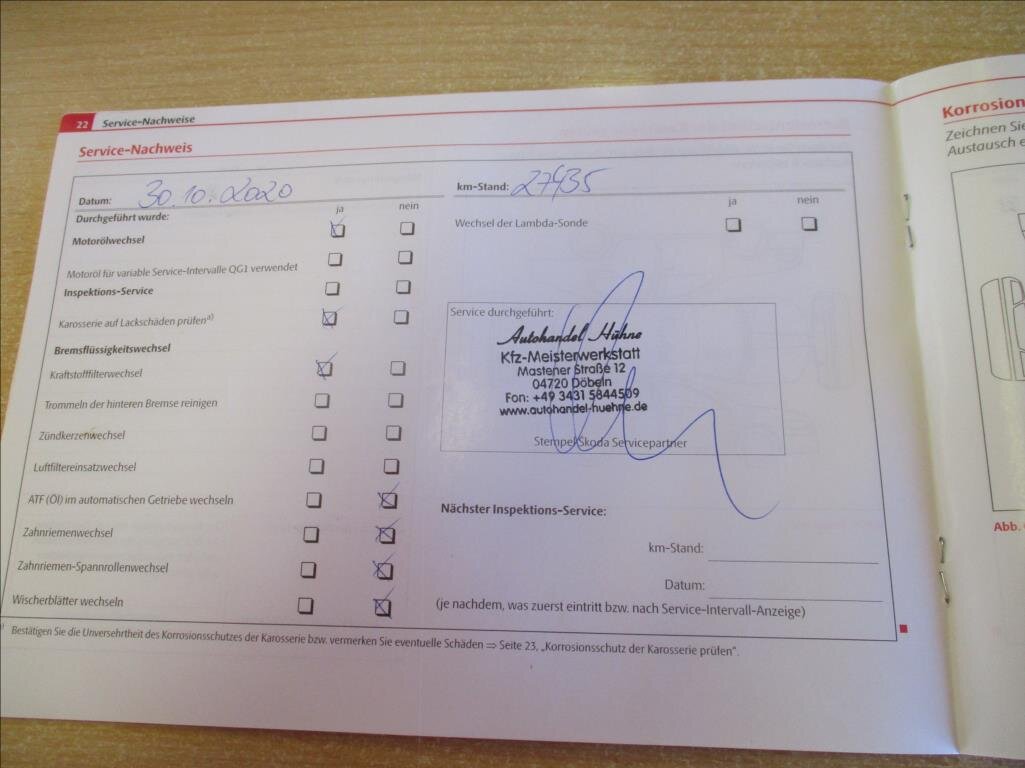 22 Service-Nachweise
Service-Nachweis
Datum: 30.10.2020
km-Stand: 27435
Durchgeführt wurde:
ja nein
ja nein
Motorölwechsel
Wechsel der Lambda-Sonde
Motoröl für variable Service-Intervalle QG1 verwendet
Inspektions-Service
Karosserie auf Lackschäden prüfen a)
Bremsflüssigkeitswechsel
Kraftstofffilterwechsel
Trommeln der hinteren Bremse reinigen
Zündkerzenwechsel
Luftfiltereinsatzwechsel
ATF (Öl) im automatischen Getriebe wechseln
Zahnriemenwechsel
Zahnriemen-Spannrollenwechsel
Wischerblätter wechseln
Service durchgeführt:
Autohandel Hühne
Kfz-Meisterwerkstatt
Mastener Straße 12
04720 Döbeln
Fon: +49 3431 5844509
www.autohandel-huehne.de
Stempel Skoda Servicepartner
Nächster Inspektions-Service:
km-Stand:
Datum:
(je nachdem, was zuerst eintritt bzw. nach Service-Intervall-Anzeige)
a) Bestätigen Sie die Unversehrtheit des Korrosionsschutzes der Karosserie bzw. vermerken Sie eventuelle Schäden ⇒ Seite 23, „Korrosionsschutz der Karosserie prüfen“.
Korrosion
Zeichnen Sie
Austausch e
Abb.